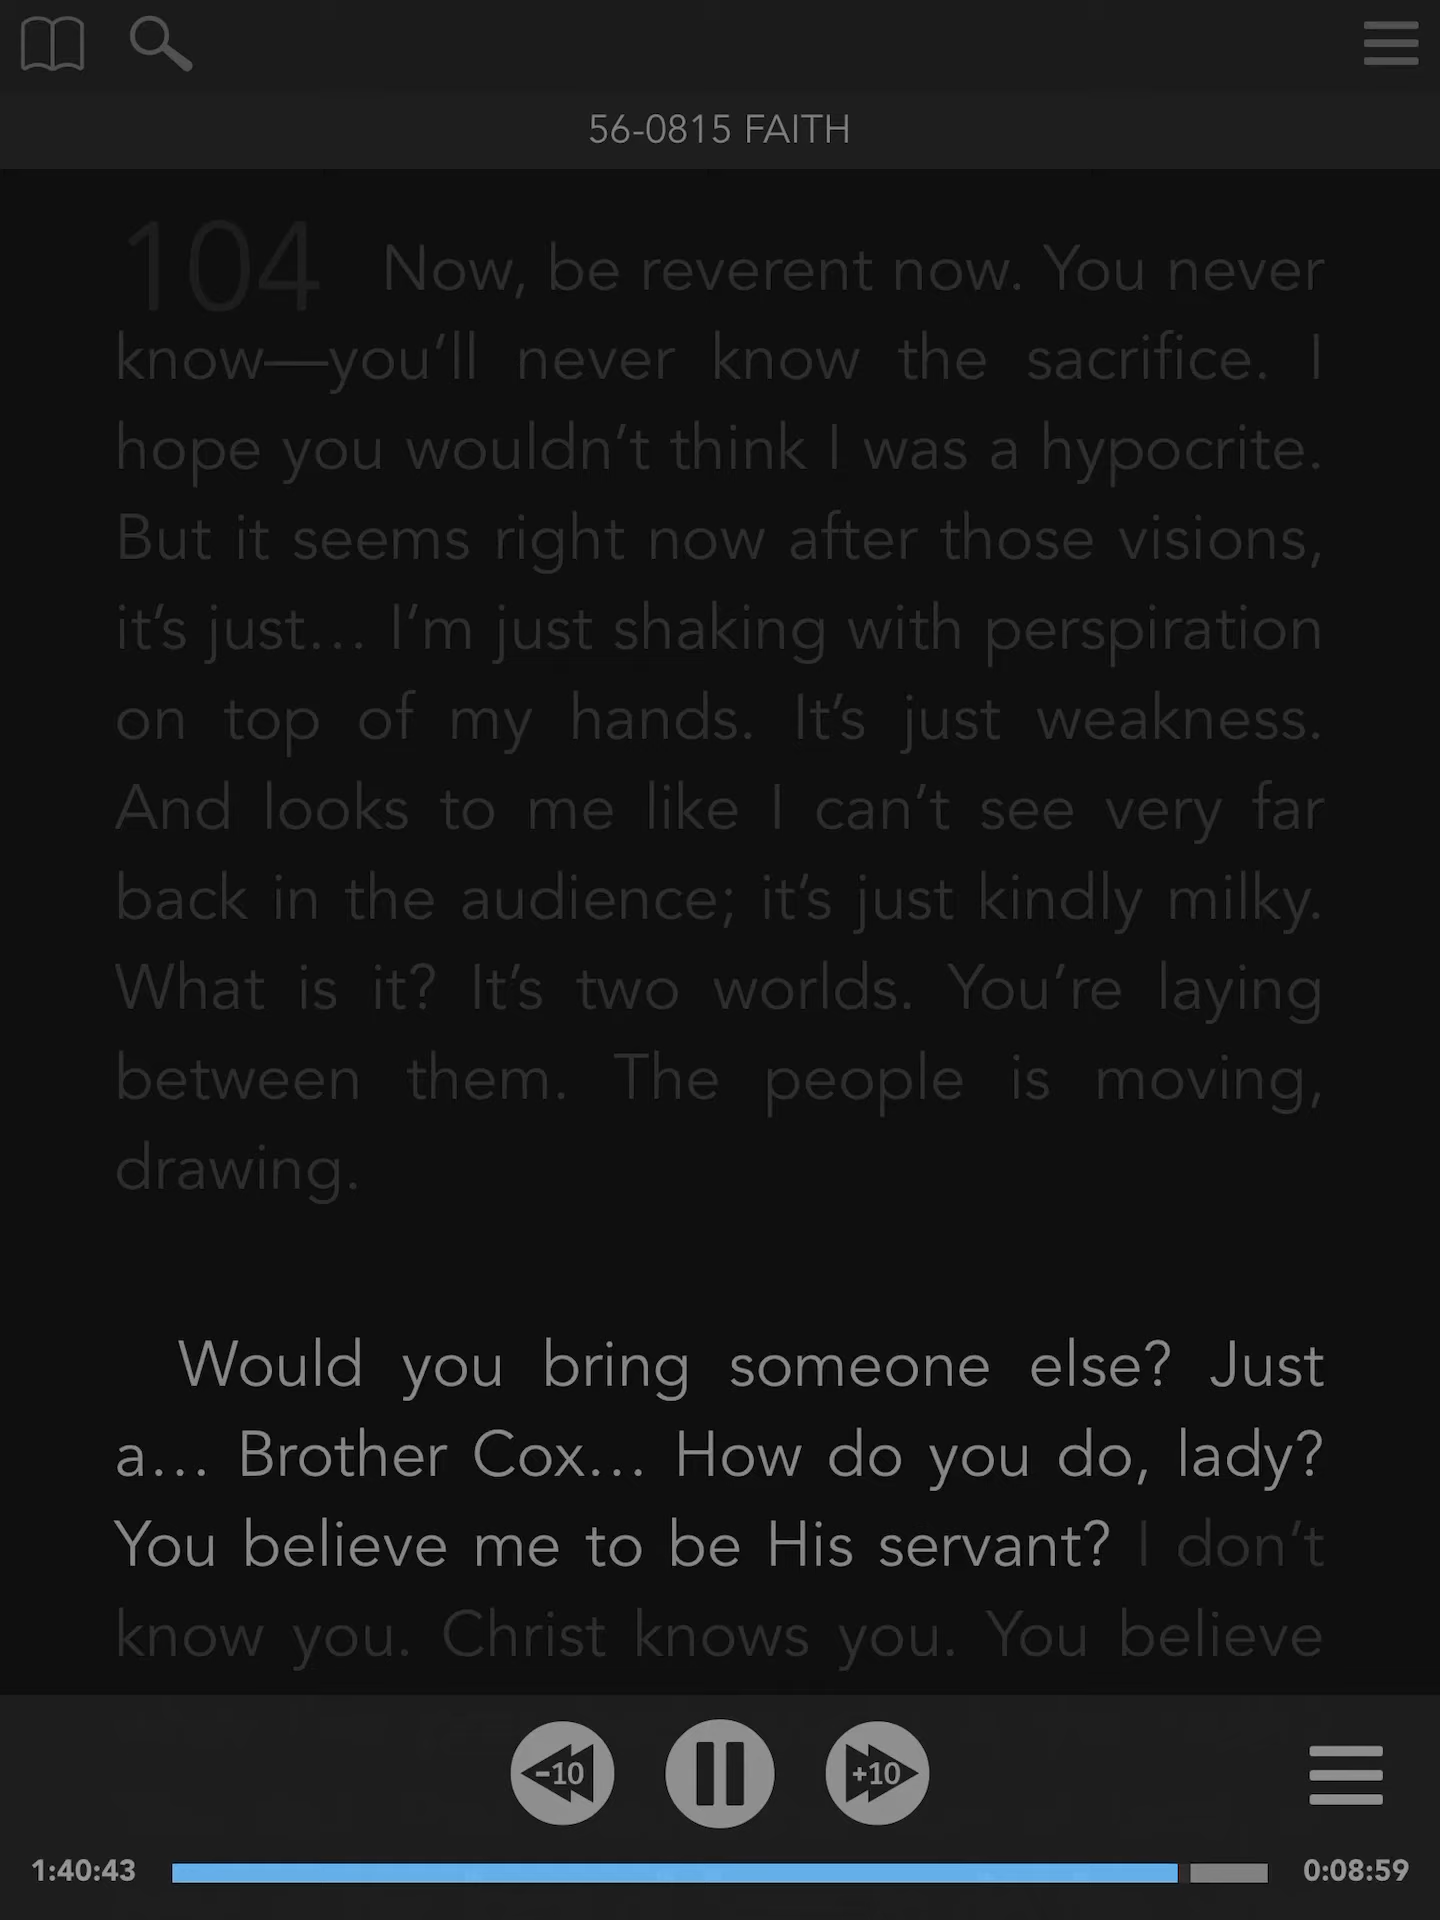 56-0815 FAITH
104 Now, be reverent now. You never
know—you’ll never know the sacrifice. I
hope you wouldn’t think I was a hypocrite.
But it seems right now after those visions,
it’s just… I’m just shaking with perspiration
on top of my hands. It’s just weakness.
And looks to me like I can’t see very far
back in the audience; it’s just kindly milky.
What is it? It’s two worlds. You’re laying
between them. The people is moving,
drawing.
Would you bring someone else? Just
a… Brother Cox… How do you do, lady?
You believe me to be His servant? I don’t
know you. Christ knows you. You believe
-10 +10
1:40:43 0:08:59